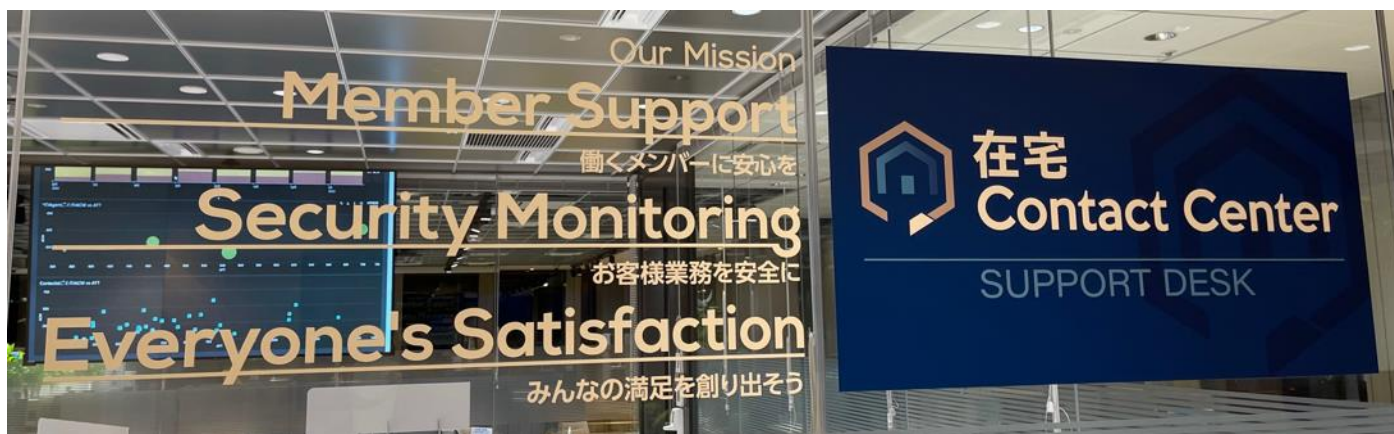 Our Mission
Member Support
働くメンバーに安心を
Security Monitoring
お客様業務を安全に
Everyone's Satisfaction
みんなの満足を創り出そう
在宅
Contact Center
SUPPORT DESK